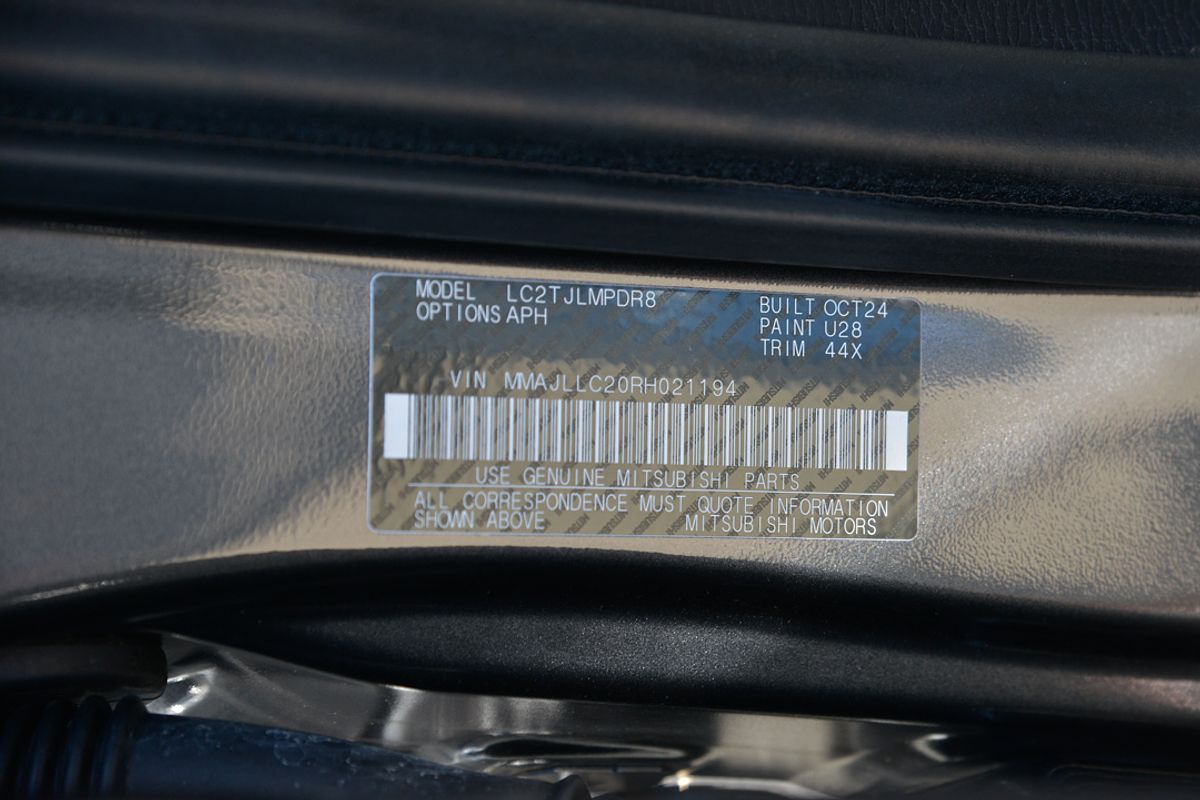 MODEL LC2TJLMPDR8
OPTIONS APH
BUILT OCT24
PAINT U28
TRIM 44X
VIN MMAJLLC20RH021194
USE GENUINE MITSUBISHI PARTS
ALL CORRESPONDENCE MUST QUOTE INFORMATION
SHOWN ABOVE MITSUBISHI MOTORS